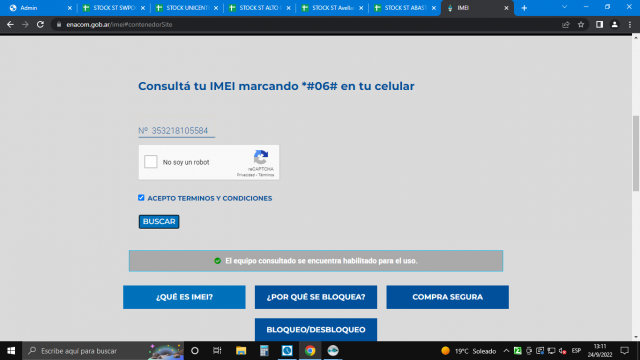 Admin
STOCK ST SWPO
STOCK UNICENTO
STOCK ST ALTO
STOCK ST Avella
STOCK ST ABAST
IMEI
enacom.gob.ar/imei#contenedorSite
Consultá tu IMEI marcando *#06# en tu celular
Nº 353218105584
No soy un robot
reCAPTCHA
Privacidad - Términos
ACEPTO TERMINOS Y CONDICIONES
BUSCAR
El equipo consultado se encuentra habilitado para el uso.
¿QUÉ ES IMEI?
¿POR QUÉ SE BLOQUEA?
COMPRA SEGURA
BLOQUEO/DESBLOQUEO
Escribe aquí para buscar
19°C Soleado
ESP
13:11
24/9/2022